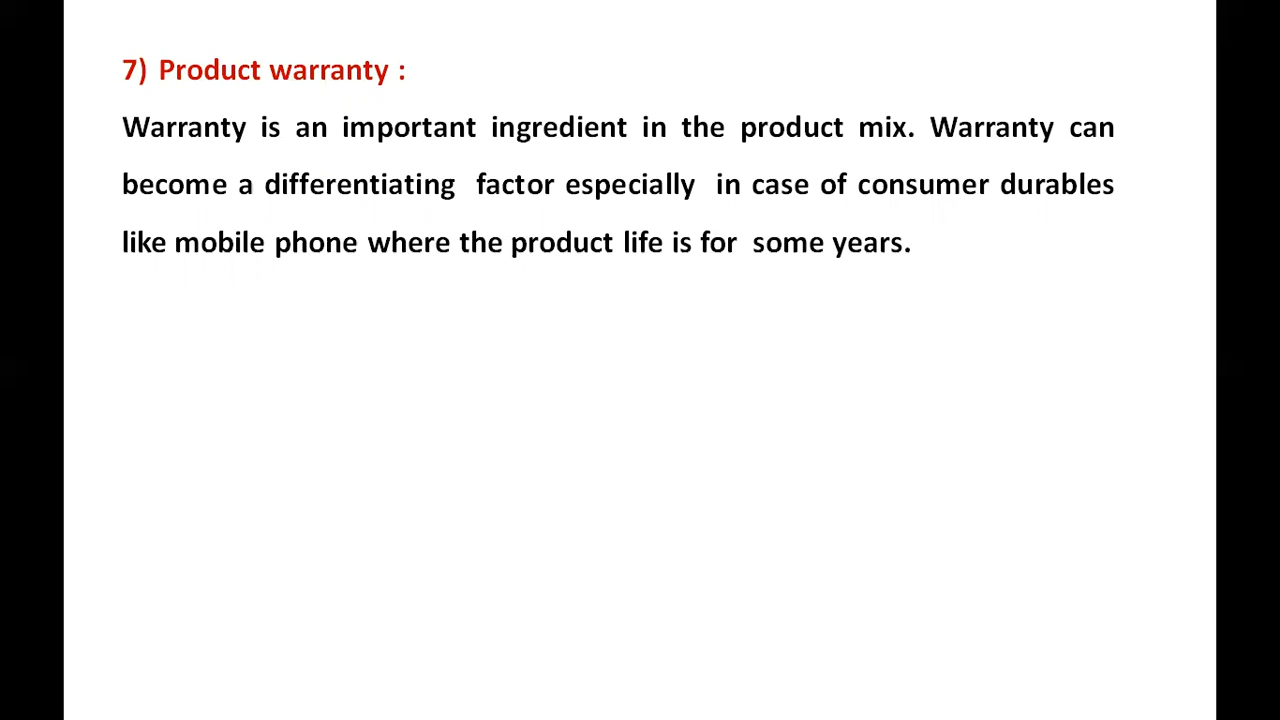 7) Product warranty :
Warranty is an important ingredient in the product mix. Warranty can
become a differentiating factor especially in case of consumer durables
like mobile phone where the product life is for some years.